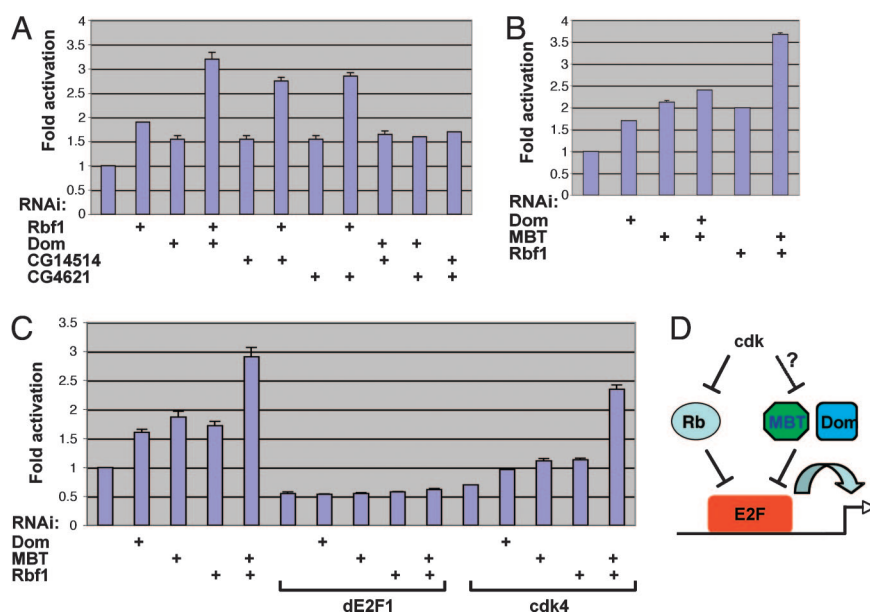 A
Fold activation
4
3.5
3
2.5
2
1.5
1
0.5
0
RNAi:
Rbf1 + + + +
Dom + + + +
CG14514 + + + +
CG4621 + + + +
B
Fold activation
4
3.5
3
2.5
2
1.5
1
0.5
0
RNAi:
Dom + +
MBT + + +
Rbf1 + +
C
Fold activation
3.5
3
2.5
2
1.5
1
0.5
0
RNAi:
Dom + + +
MBT + + + + + +
Rbf1 + + + + + +
dE2F1
cdk4
D
cdk
?
Rb
MBT
Dom
E2F